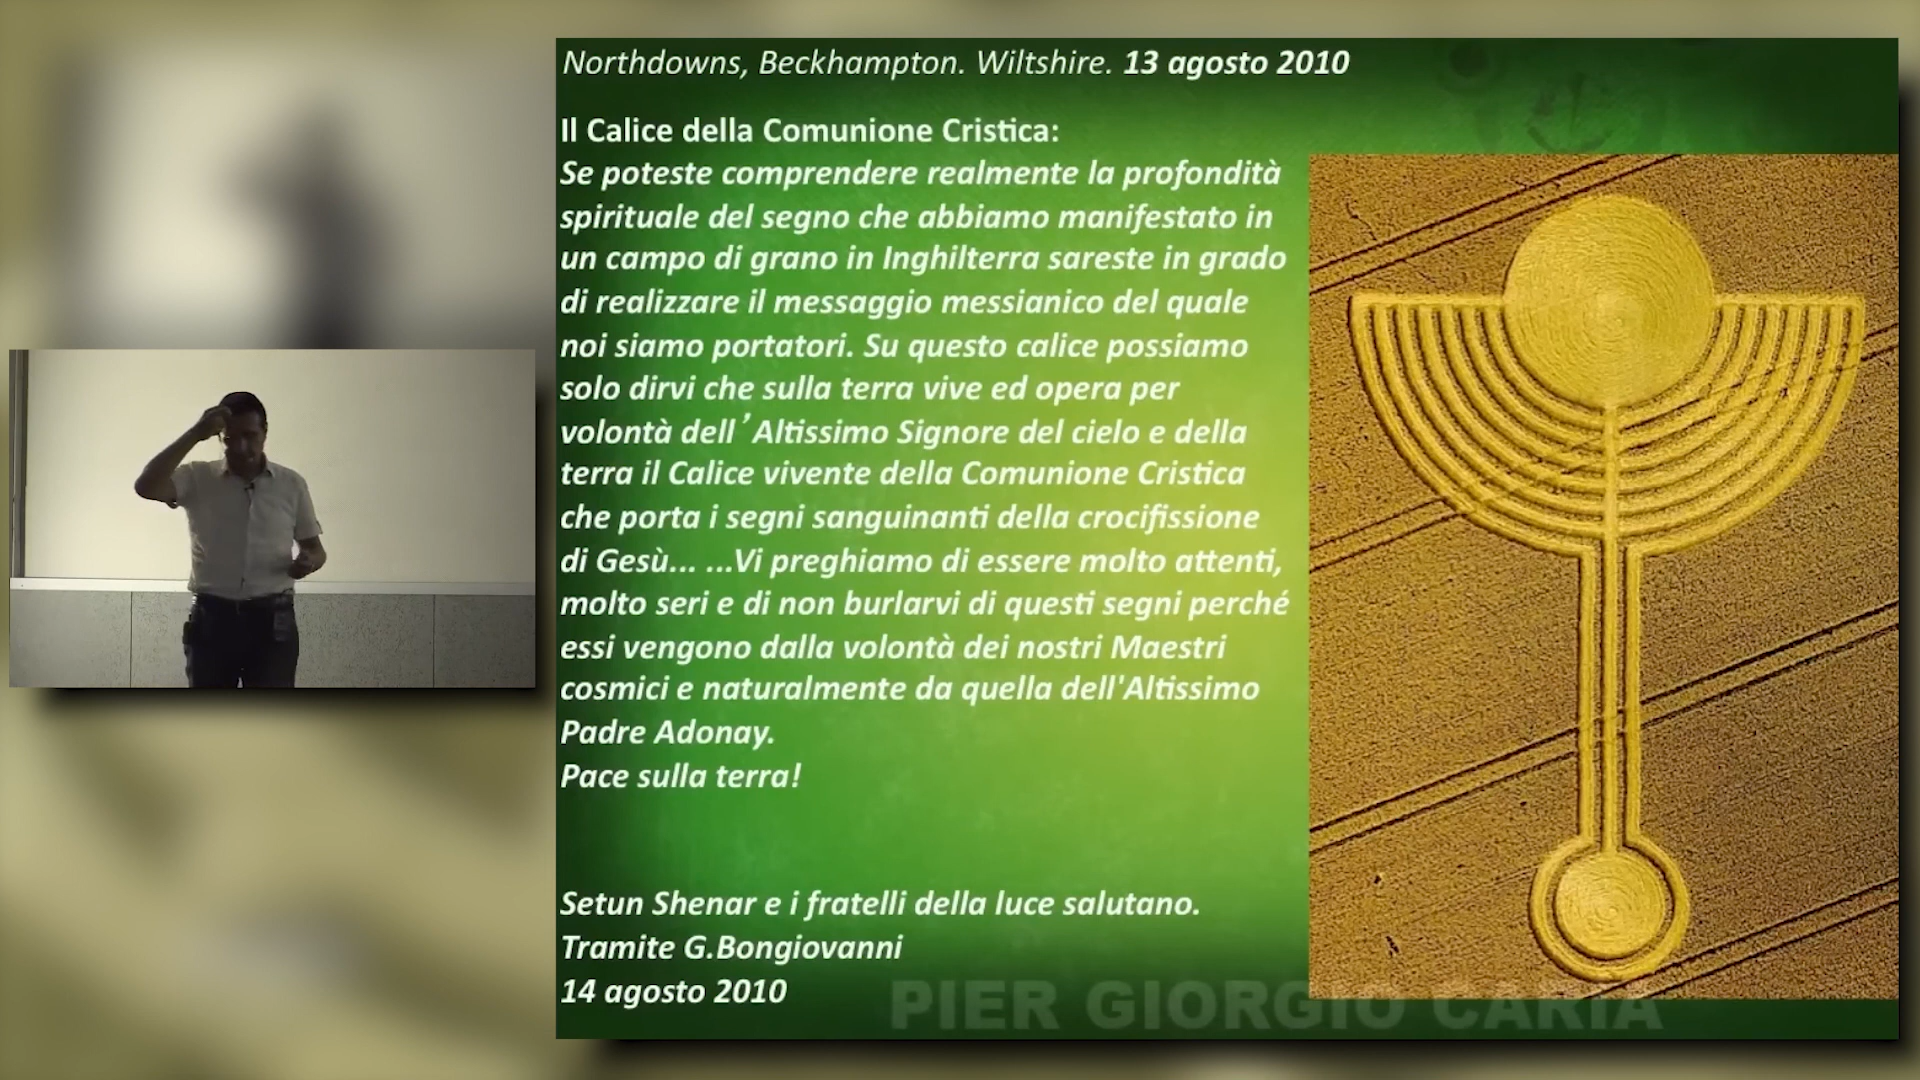 Northdowns, Beckhampton. Wiltshire. 13 agosto 2010
Il Calice della Comunione Cristica:
Se poteste comprendere realmente la profondità
spirituale del segno che abbiamo manifestato in
un campo di grano in Inghilterra sareste in grado
di realizzare il messaggio messianico del quale
noi siamo portatori. Su questo calice possiamo
solo dirvi che sulla terra vive ed opera per
volontà dell’Altissimo Signore del cielo e della
terra il Calice vivente della Comunione Cristica
che porta i segni sanguinanti della crocifissione
di Gesù... ...Vi preghiamo di essere molto attenti,
molto seri e di non burlarvi di questi segni perché
essi vengono dalla volontà dei nostri Maestri
cosmici e naturalmente da quella dell'Altissimo
Padre Adonay.
Pace sulla terra!
Setun Shenar e i fratelli della luce salutano.
Tramite G.Bongiovanni
14 agosto 2010
PIER GIORGIO CARIA